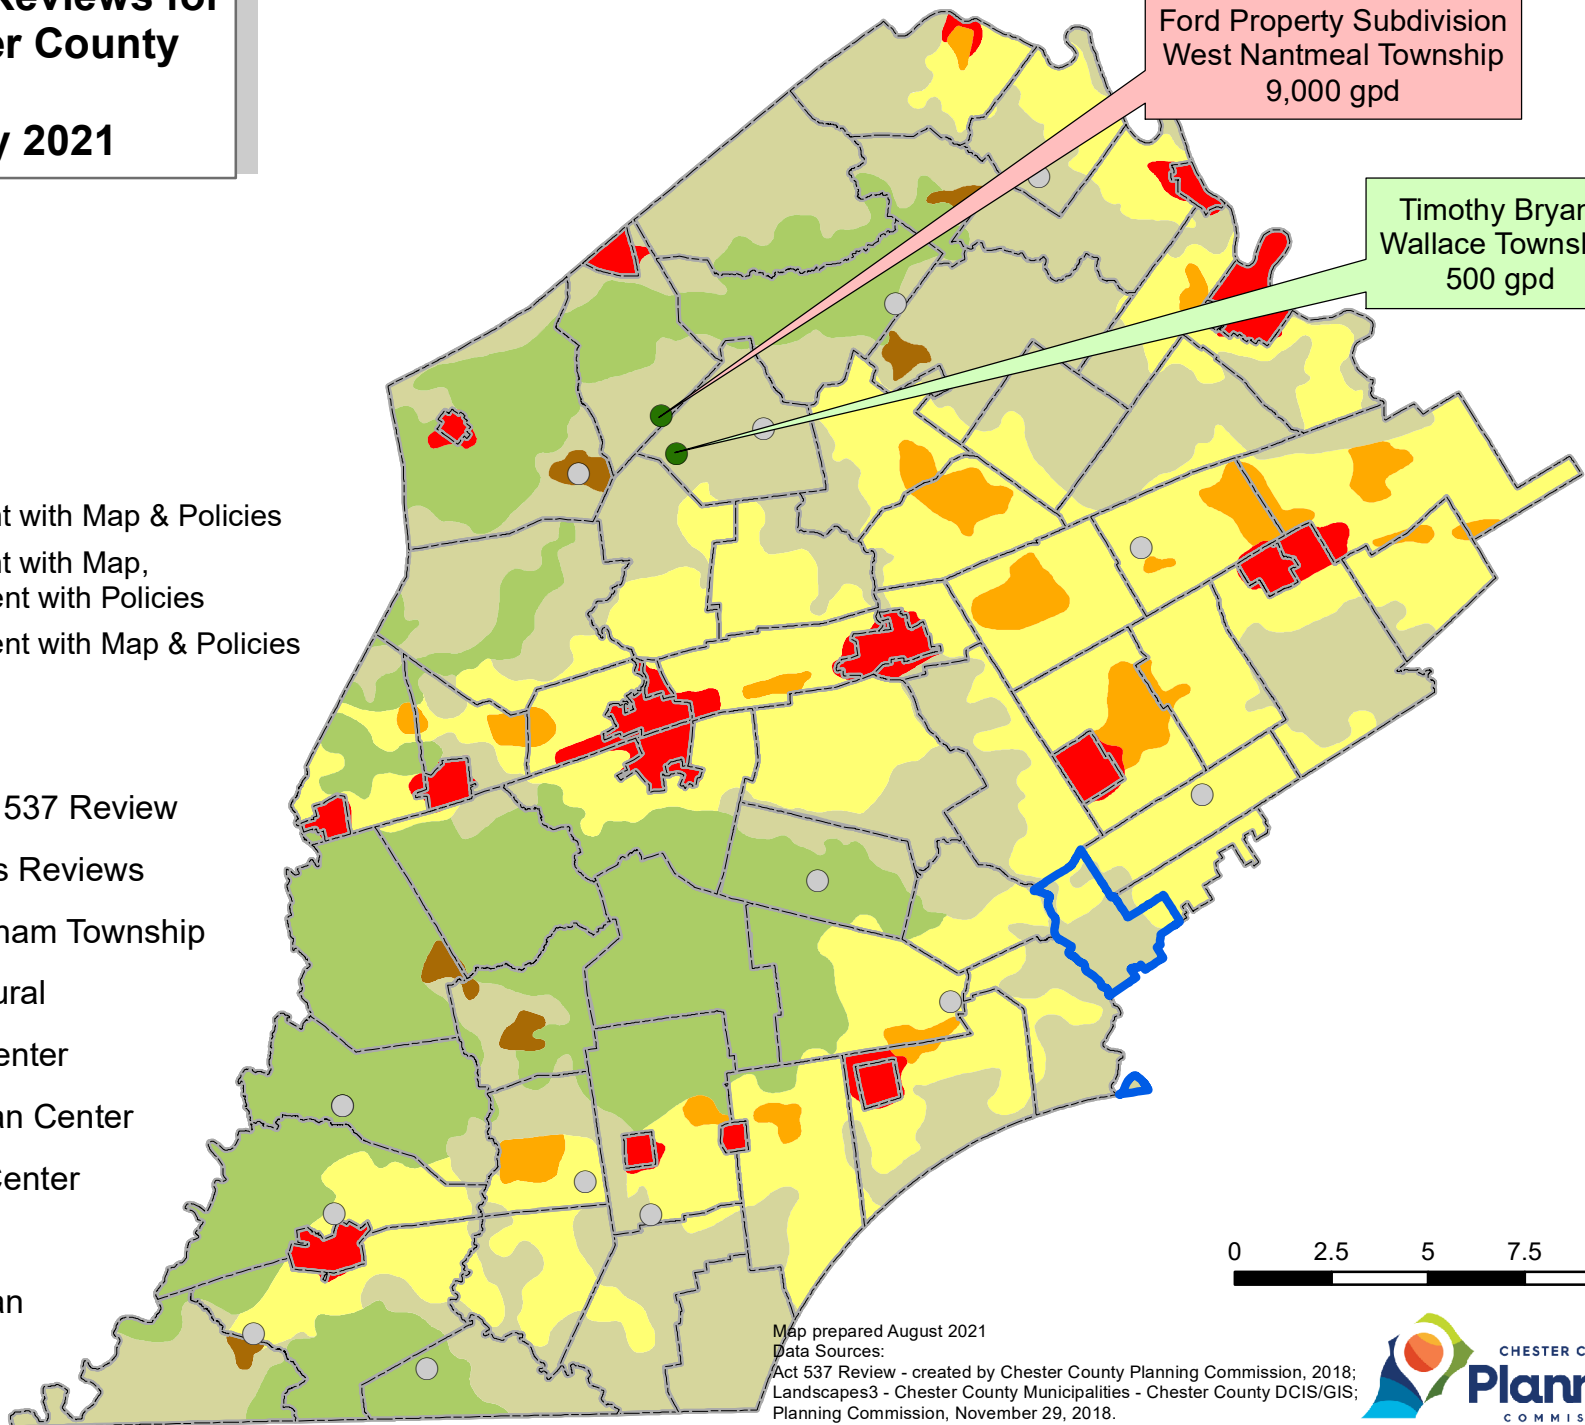 Reviews for
er County
y 2021
Ford Property Subdivision
West Nantmeal Township
9,000 gpd
Timothy Bryan
Wallace Townsh
500 gpd
nt with Map & Policies
nt with Map,
ent with Policies
ent with Map & Policies
537 Review
s Reviews
ham Township
ural
enter
an Center
Center
an
0 2.5 5 7.5
Map prepared August 2021
Data Sources:
Act 537 Review - created by Chester County Planning Commission, 2018;
Landscapes3 - Chester County Municipalities - Chester County DCIS/GIS;
Planning Commission, November 29, 2018.
CHESTER C
Plann
COMMIS